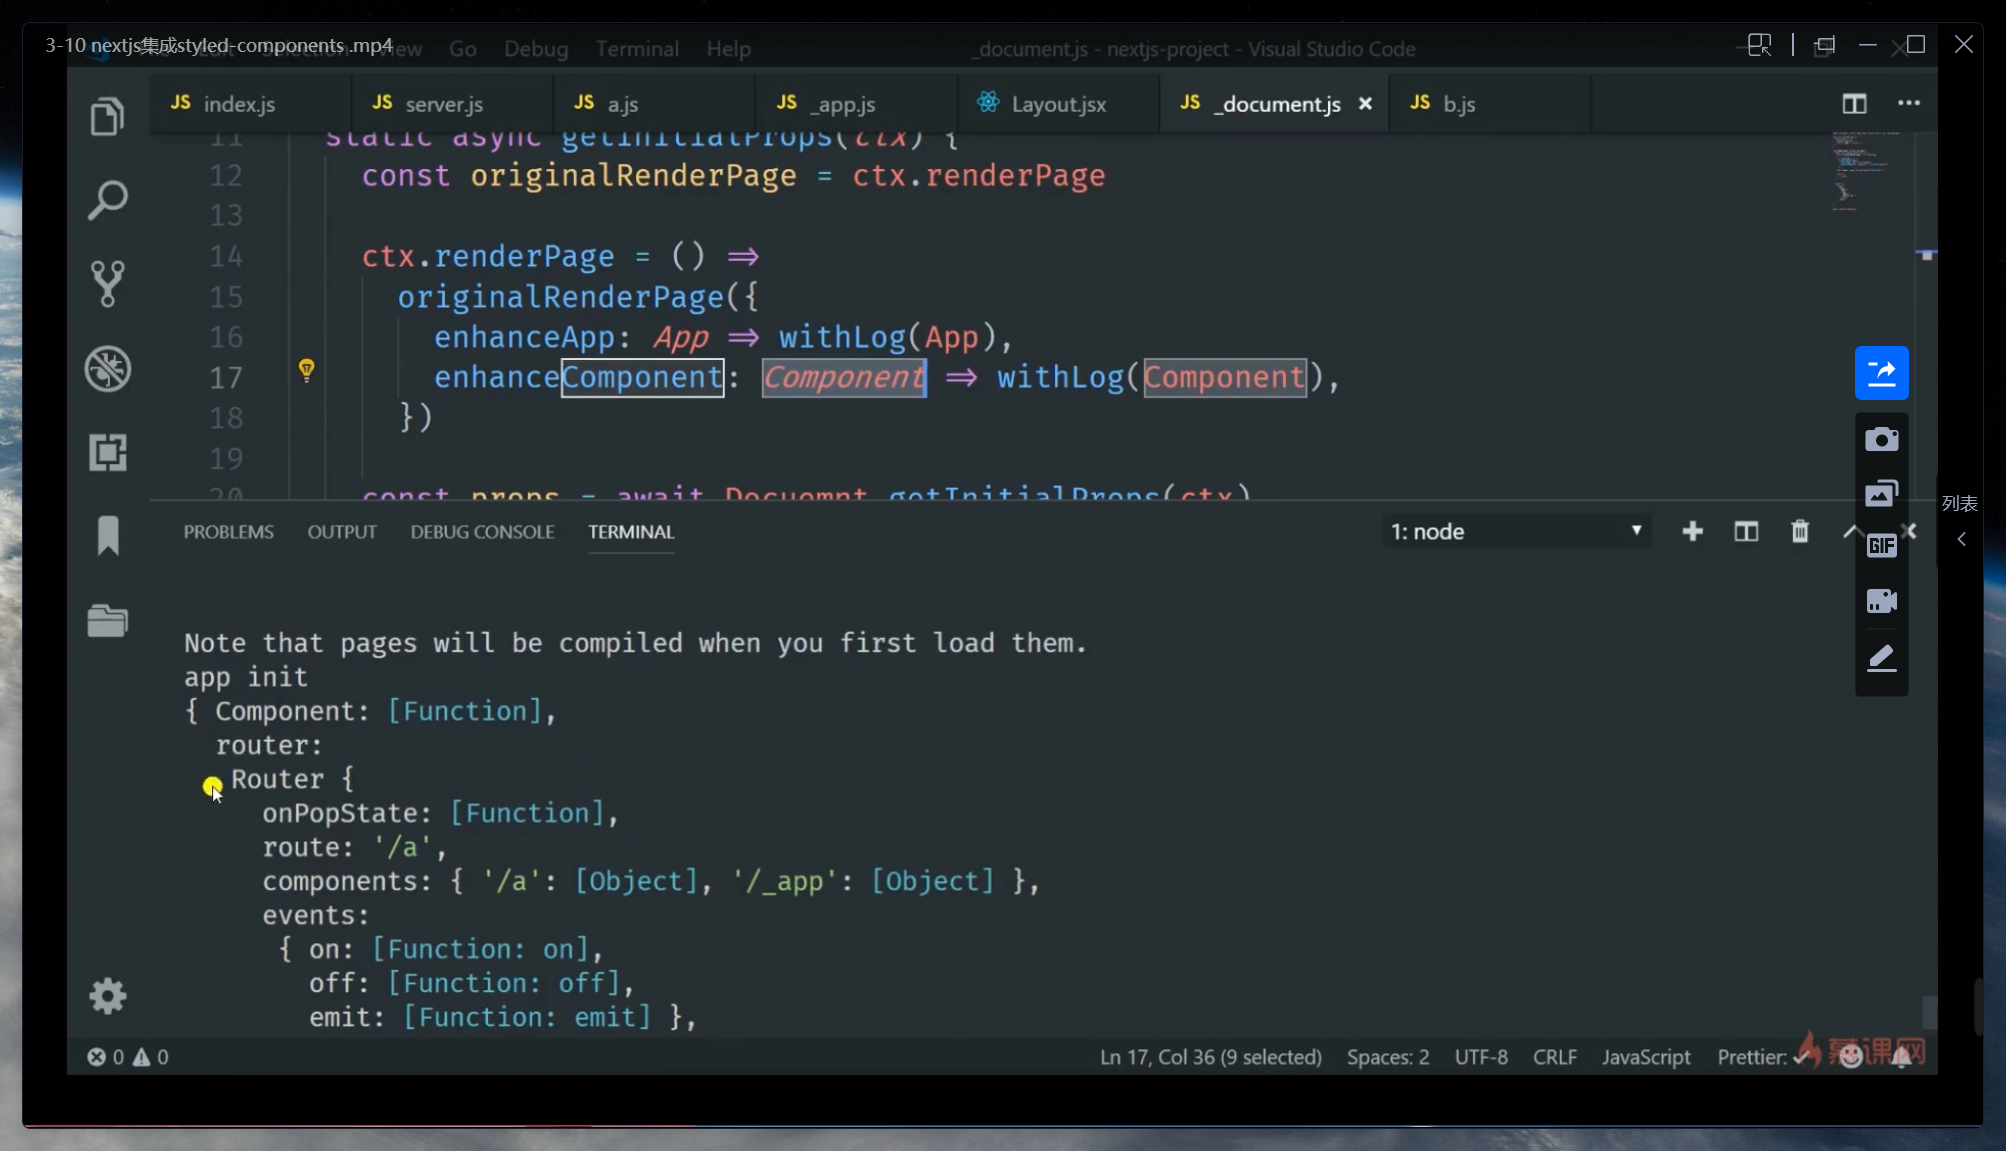 3-10 nextjs集成styled-components .mp4
View Go Debug Terminal Help
_document.js - nextjs-project - Visual Studio Code
JS index.js
JS server.js
JS a.js
JS _app.js
Layout.jsx
JS _document.js
JS b.js
11 static async getInitialProps(ctx) {
12 const originalRenderPage = ctx.renderPage
13
14 ctx.renderPage = () =>
15 originalRenderPage({
16 enhanceApp: App => withLog(App),
17 enhanceComponent: Component => withLog(Component),
18 })
19
20 const props = await Docuemnt.getInitialProps(ctx)
列表
PROBLEMS OUTPUT DEBUG CONSOLE TERMINAL 1: node
GIF
Note that pages will be compiled when you first load them.
app init
{ Component: [Function],
router:
Router {
onPopState: [Function],
route: '/a',
components: { '/a': [Object], '/_app': [Object] },
events:
{ on: [Function: on],
off: [Function: off],
emit: [Function: emit] },
0 0 Ln 17, Col 36 (9 selected) Spaces: 2 UTF-8 CRLF JavaScript Prettier: ✓
慕课网